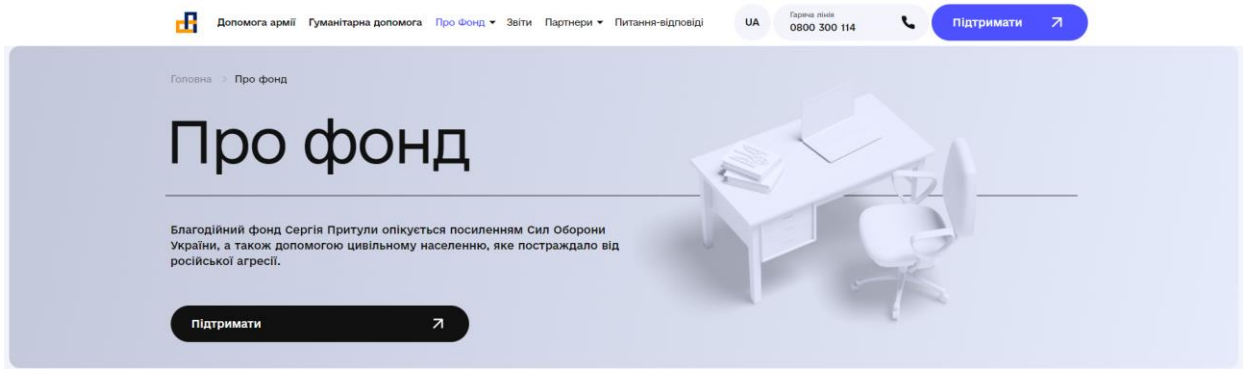 Допомога армії Гуманітарна допомога Про Фонд Звіти Партнери Питання-відповіді UA Гаряча лінія Підтримати
0800 300 114
Головна > Про фонд
Про фонд
Благодійний фонд Сергія Притули опікується посиленням Сил Оборони
України, а також допомогою цивільному населенню, яке постраждало від
російської агресії.
Підтримати